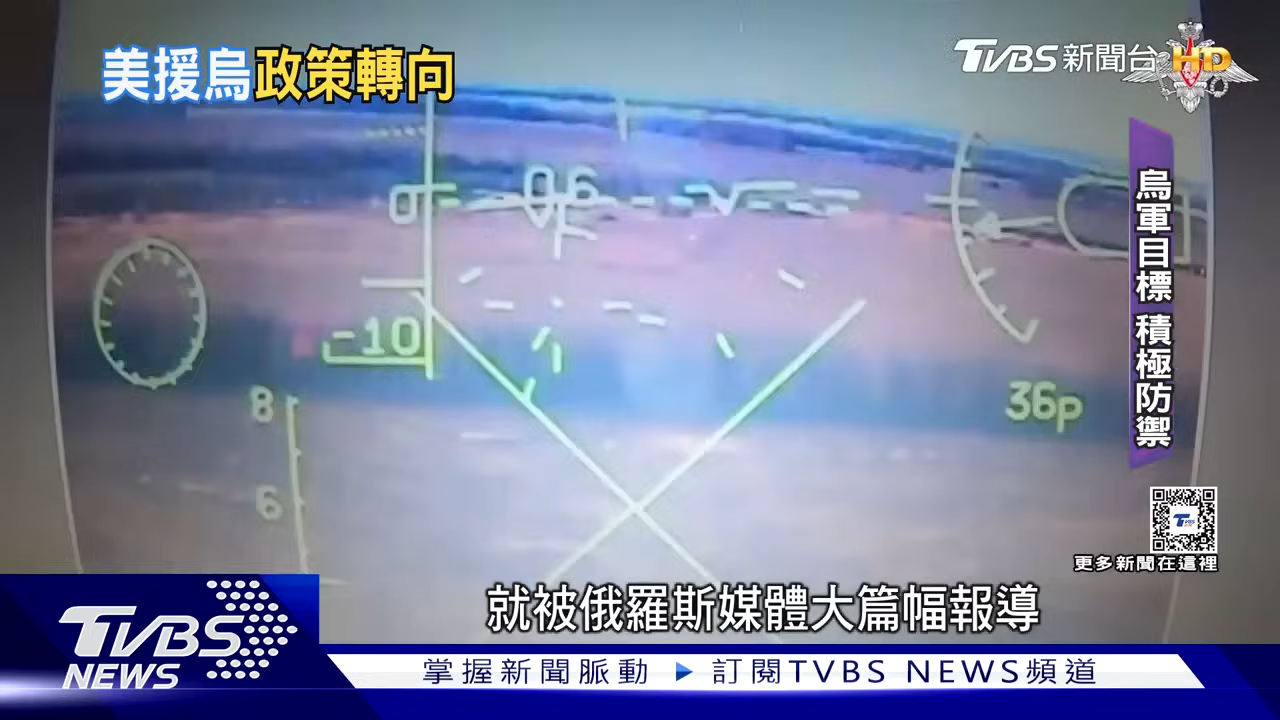 美援烏政策轉向
TVBS新聞台
HD
烏軍目標 積極防禦
06
0
-10
8
6
36p
TVBS
更多新聞在這裡
就被俄羅斯媒體大篇幅報導
TVBS
NEWS
掌握新聞脈動 ▶ 訂閱TVBS NEWS頻道